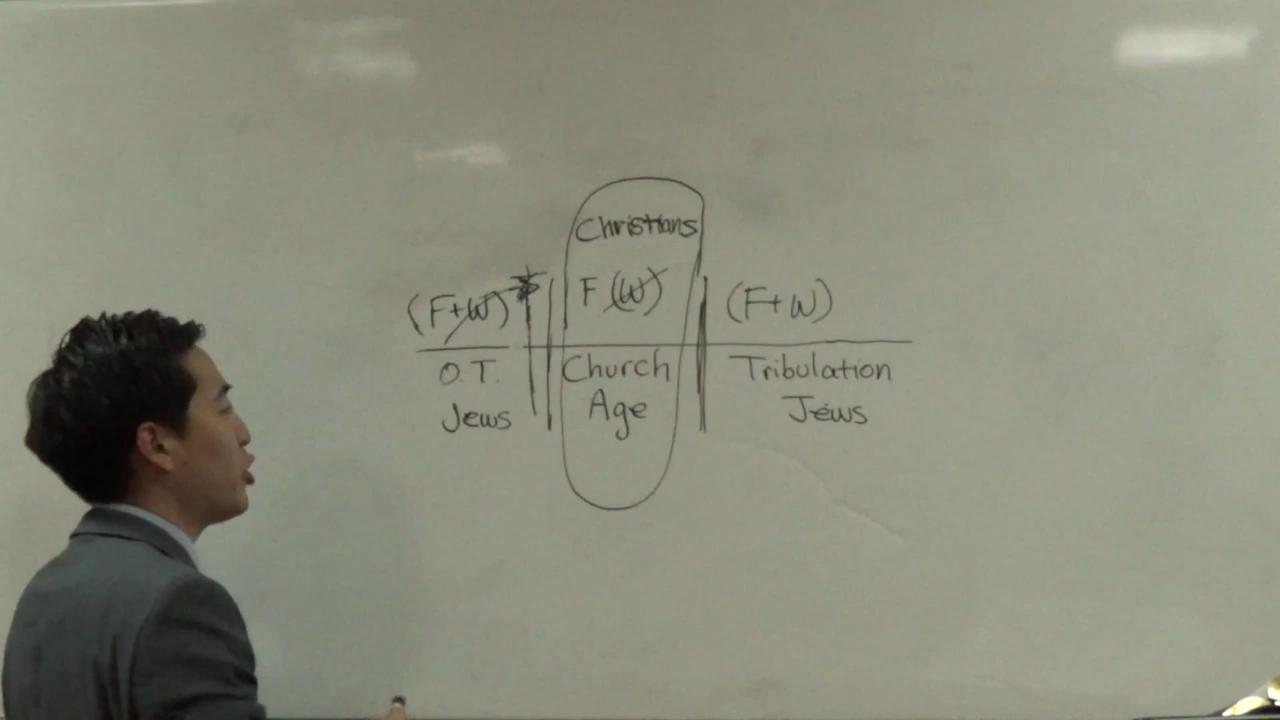 Christians
(F+W)
F (W)
(F+W)
O.T.
Jews
Church
Age
Tribulation
Jews